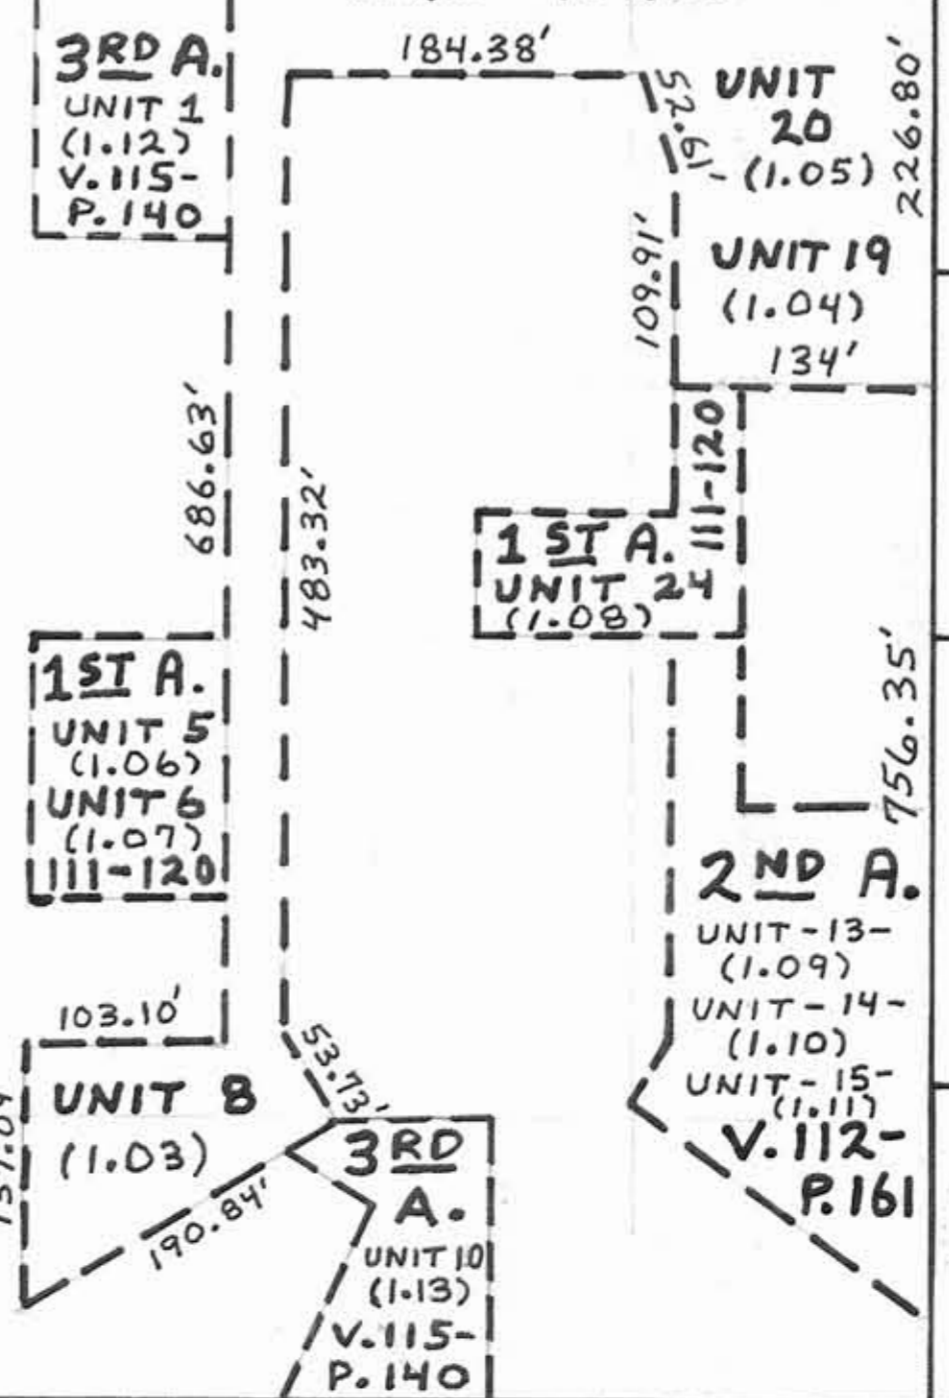 184.38'
3RD A.
UNIT 1
(1.12)
V.115-
P.140
52.61'
UNIT
20
(1.05)
226.80'
109.91'
UNIT 19
(1.04)
134'
686.63'
483.32'
111-120
1ST A.
UNIT 24
(1.08)
1ST A.
UNIT 5
(1.06)
UNIT 6
(1.07)
111-120
756.35'
2ND A.
UNIT-13-
(1.09)
UNIT-14-
(1.10)
UNIT-15-
(1.11)
V.112-
P.161
103.10'
53.73'
UNIT 8
(1.03)
190.84'
3RD
A.
UNIT 10
(1.13)
V.115-
P.140